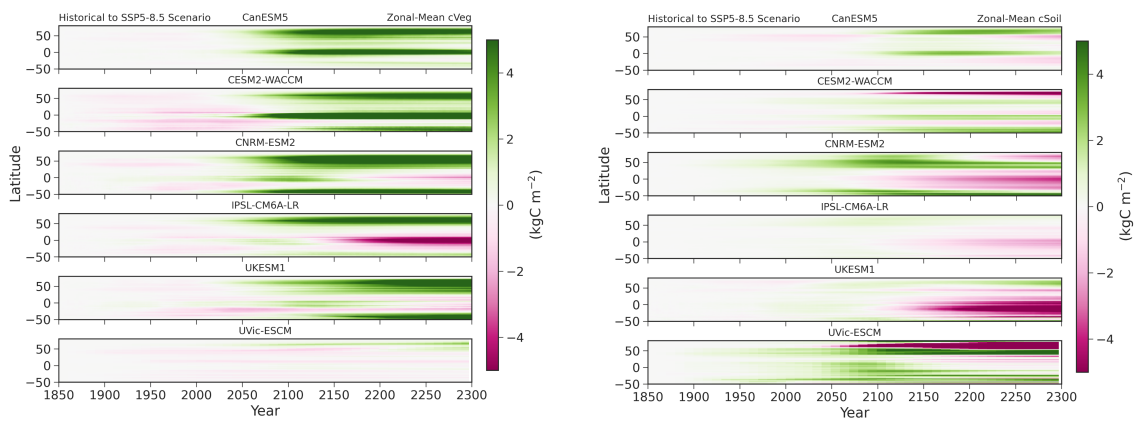 Historical to SSP5-8.5 Scenario CanESM5 Zonal-Mean cVeg
50
0
−50
CESM2-WACCM
50
0
−50
CNRM-ESM2
50
0
−50
IPSL-CM6A-LR
50
0
−50
UKESM1
50
0
−50
UVic-ESCM
50
0
−50
1850 1900 1950 2000 2050 2100 2150 2200 2250 2300
Year
Latitude
4
2
0
−2
−4
(kgC m⁻²)
Historical to SSP5-8.5 Scenario CanESM5 Zonal-Mean cSoil
50
0
−50
CESM2-WACCM
50
0
−50
CNRM-ESM2
50
0
−50
IPSL-CM6A-LR
50
0
−50
UKESM1
50
0
−50
UVic-ESCM
50
0
−50
1850 1900 1950 2000 2050 2100 2150 2200 2250 2300
Year
Latitude
4
2
0
−2
−4
(kgC m⁻²)